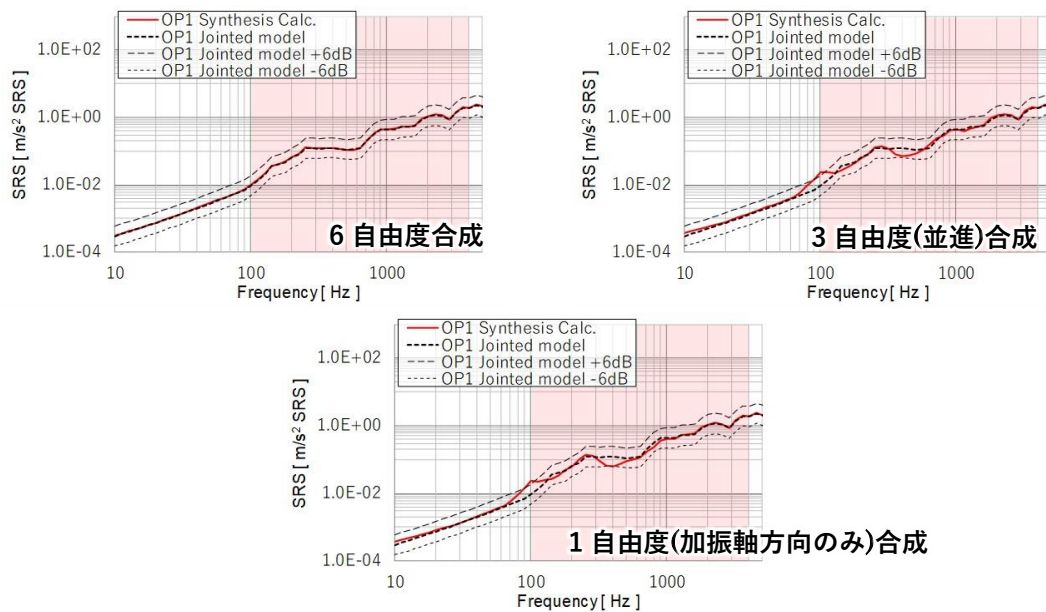 OP1 Synthesis Calc.
OP1 Jointed model
OP1 Jointed model +6dB
OP1 Jointed model -6dB
1.0E+02
1.0E+00
1.0E-02
1.0E-04
SRS [ m/s² SRS]
10
100
1000
Frequency[ Hz]
6 自由度合成
OP1 Synthesis Calc.
OP1 Jointed model
OP1 Jointed model +6dB
OP1 Jointed model -6dB
1.0E+02
1.0E+00
1.0E-02
1.0E-04
SRS [ m/s² SRS]
10
100
1000
Frequency[ Hz]
3 自由度(並進)合成
OP1 Synthesis Calc.
OP1 Jointed model
OP1 Jointed model +6dB
OP1 Jointed model -6dB
1.0E+02
1.0E+00
1.0E-02
1.0E-04
SRS [ m/s² SRS]
10
100
1000
Frequency[ Hz]
1 自由度(加振軸方向のみ)合成